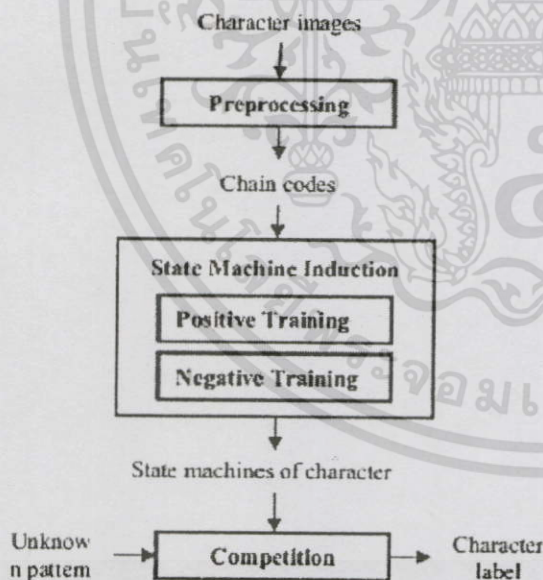 Character images
Preprocessing
Chain codes
State Machine Induction
Positive Training
Negative Training
State machines of character
Unknow
n pattern
Competition
Character
label